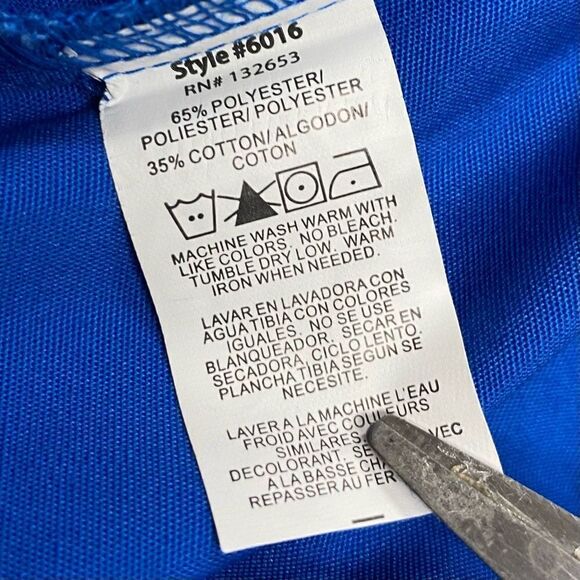 Style #6016
RN# 132653
65% POLYESTER/
POLIESTER/ POLYESTER
35% COTTON/ ALGODON/
COTON
MACHINE WASH WARM WITH
LIKE COLORS. NO BLEACH.
TUMBLE DRY LOW. WARM
IRON WHEN NEEDED.
LAVAR EN LAVADORA CON
AGUA TIBIA CON COLORES
IGUALES. NO SE USE
BLANQUEADOR. SECAR EN
SECADORA, CICLO LENTO.
PLANCHA TIBIA SEGUN SE
NECESITE.
LAVER A LA MACHINE L'EAU
FROID AVEC COULEURS
SIMILARES AVEC
DECOLORANT.
A LA BASSE
REPASSER AU FER